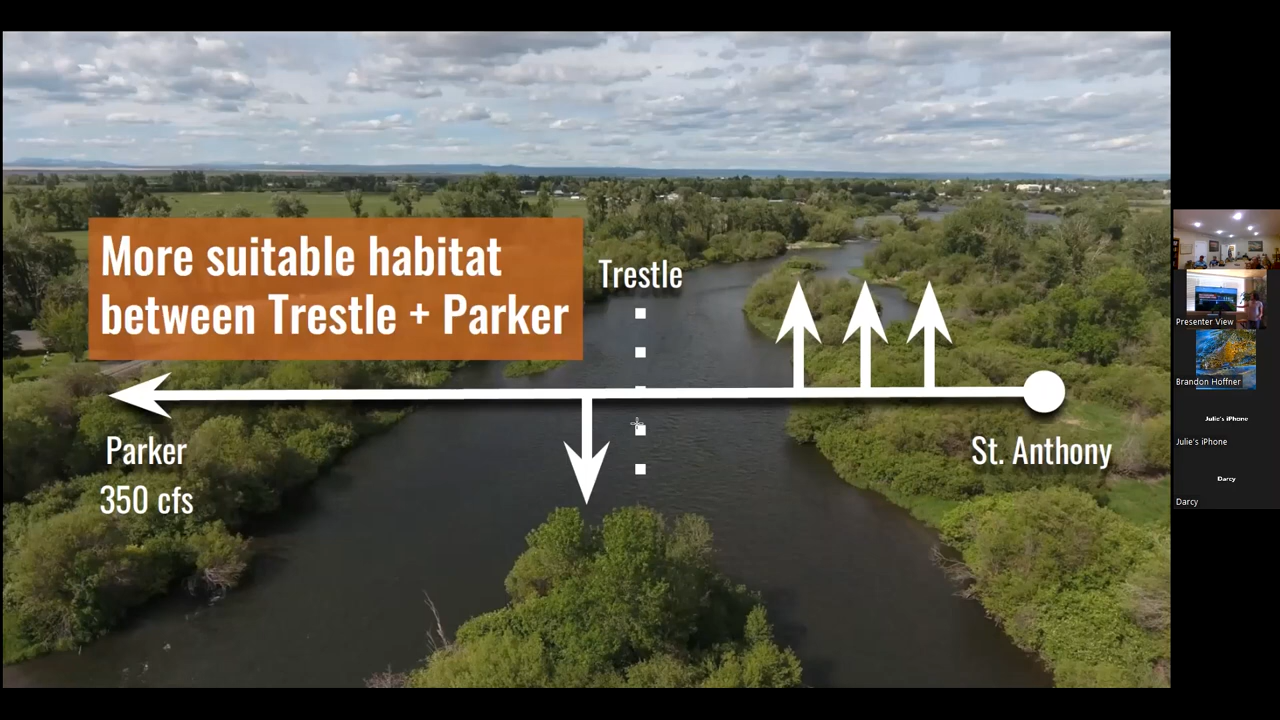 More suitable habitat
between Trestle + Parker
Trestle
Parker
350 cfs
St. Anthony
Presenter View
Brandon Hoffner
Julie's iPhone
Julie's iPhone
Darcy
Darcy